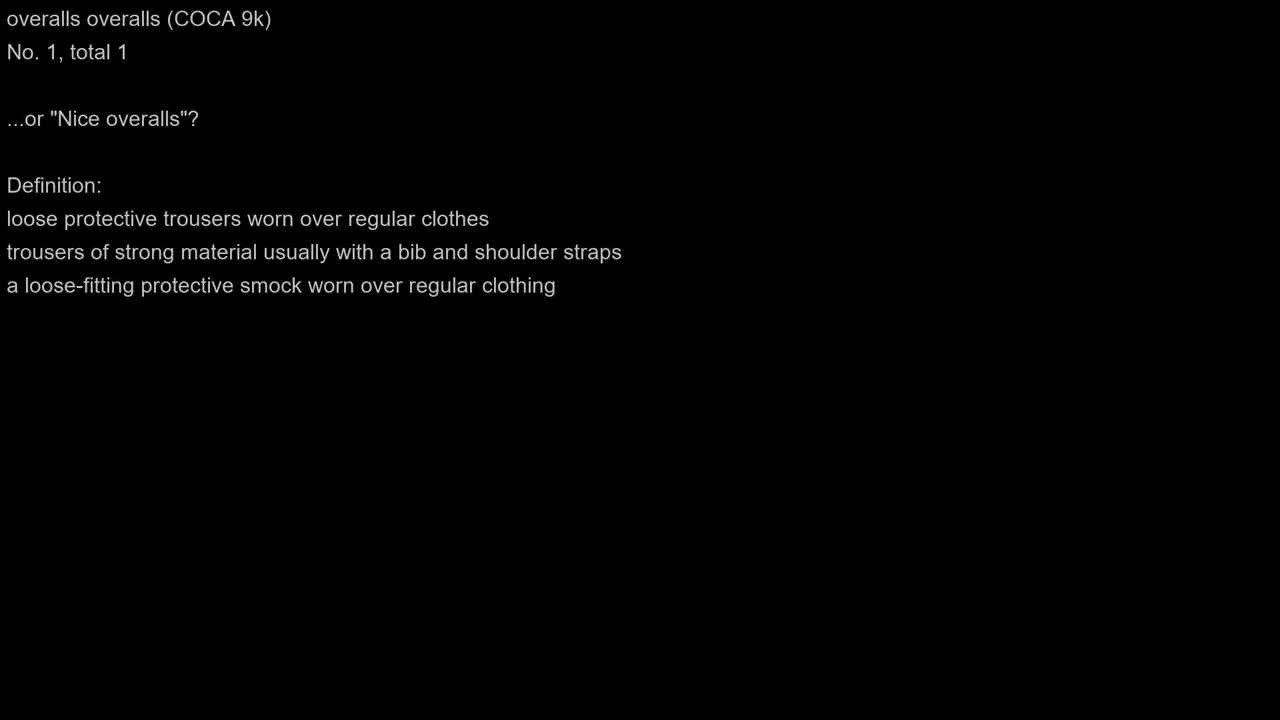 overalls overalls (COCA 9k)
No. 1, total 1
...or "Nice overalls"?
Definition:
loose protective trousers worn over regular clothes
trousers of strong material usually with a bib and shoulder straps
a loose-fitting protective smock worn over regular clothing